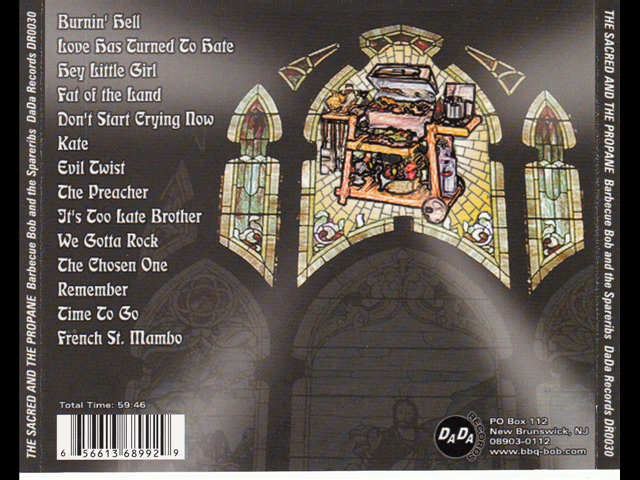 Burnin' Hell
Love Has Turned To Hate
Hey Little Girl
Fat of the Land
Don't Start Crying Now
Kate
Evil Twist
The Preacher
It's Too Late Brother
We Gotta Rock
The Chosen One
Remember
Time To Go
French St. Mambo
Total Time: 59:46
6 56613 68992 9
DADA
RECORDS
PO Box 112
New Brunswick, NJ
08903-0112
www.bbq-bob.com
THE SACRED AND THE PROPANE Barbecue Bob and the Spareribs DaDa Records DR0030
THE SACRED AND THE PROPANE Barbecue Bob and the Spareribs DaDa Records DR0030